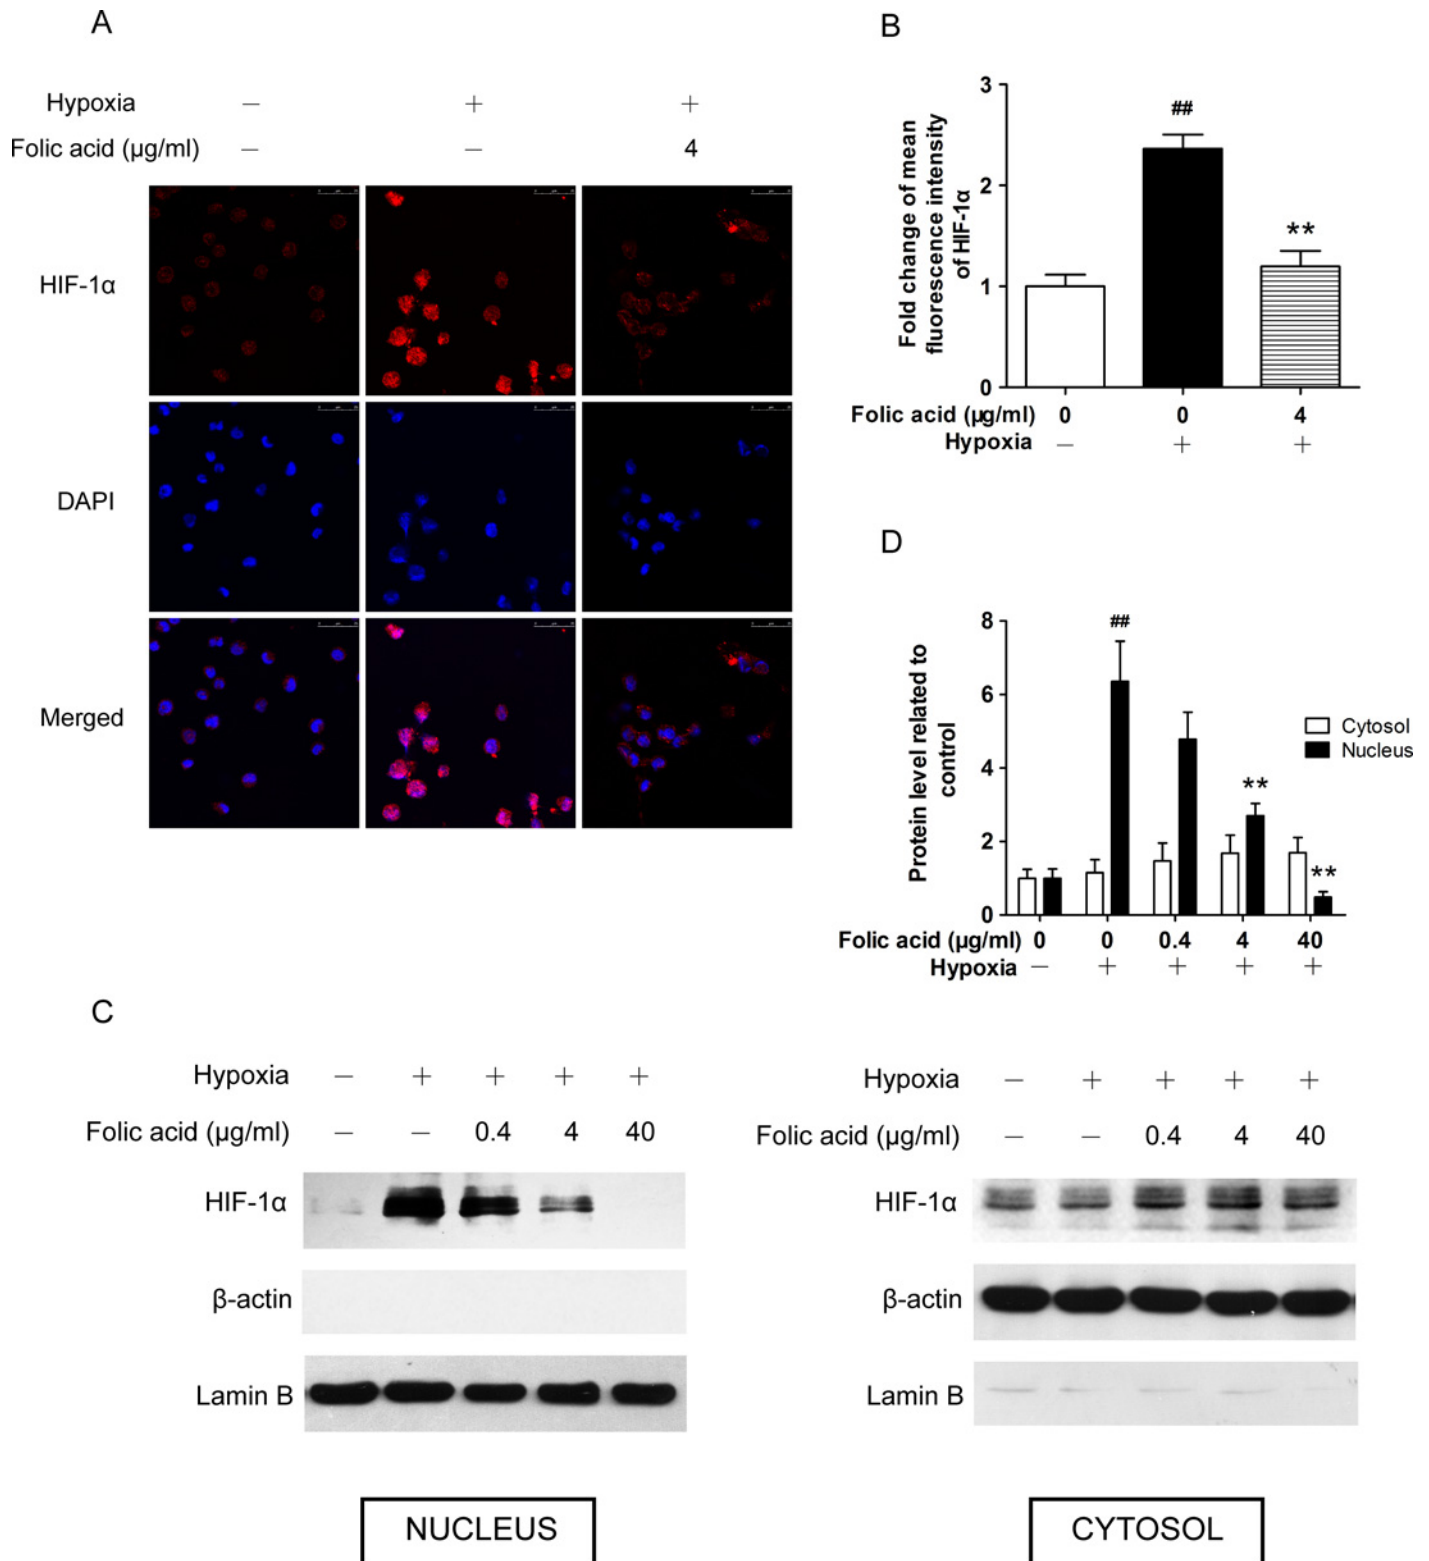 A
Hypoxia — + +
Folic acid (µg/ml) — — 4
HIF-1α
DAPI
Merged
B
Fold change of mean
fluorescence intensity
of HIF-1α
3
2
1
0
##
**
Folic acid (µg/ml) 0 0 4
Hypoxia — + +
D
Protein level related to
control
8
6
4
2
0
##
**
**
Cytosol
Nucleus
Folic acid (µg/ml) 0 0 0.4 4 40
Hypoxia — + + + +
C
Hypoxia — + + + +
Folic acid (µg/ml) — — 0.4 4 40
HIF-1α
β-actin
Lamin B
NUCLEUS
Hypoxia — + + + +
Folic acid (µg/ml) — — 0.4 4 40
HIF-1α
β-actin
Lamin B
CYTOSOL